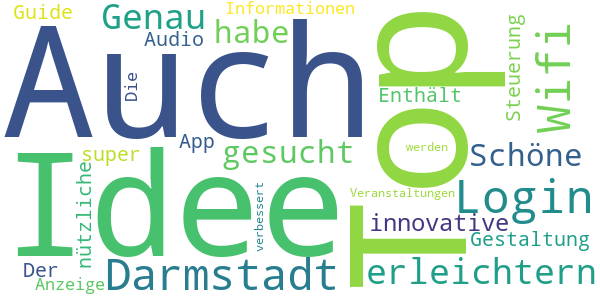 Guide
Genau
Informationen
Audio
habe
Auch
Die
App
Top
Enthält
Steuerung
Wifi
super
gesucht
werden
Schöne
Idee
nützliche
verbessert
Veranstaltungen
Login
innovative
Gestaltung
Der
Anzeige
Darmstadt
erleichtern